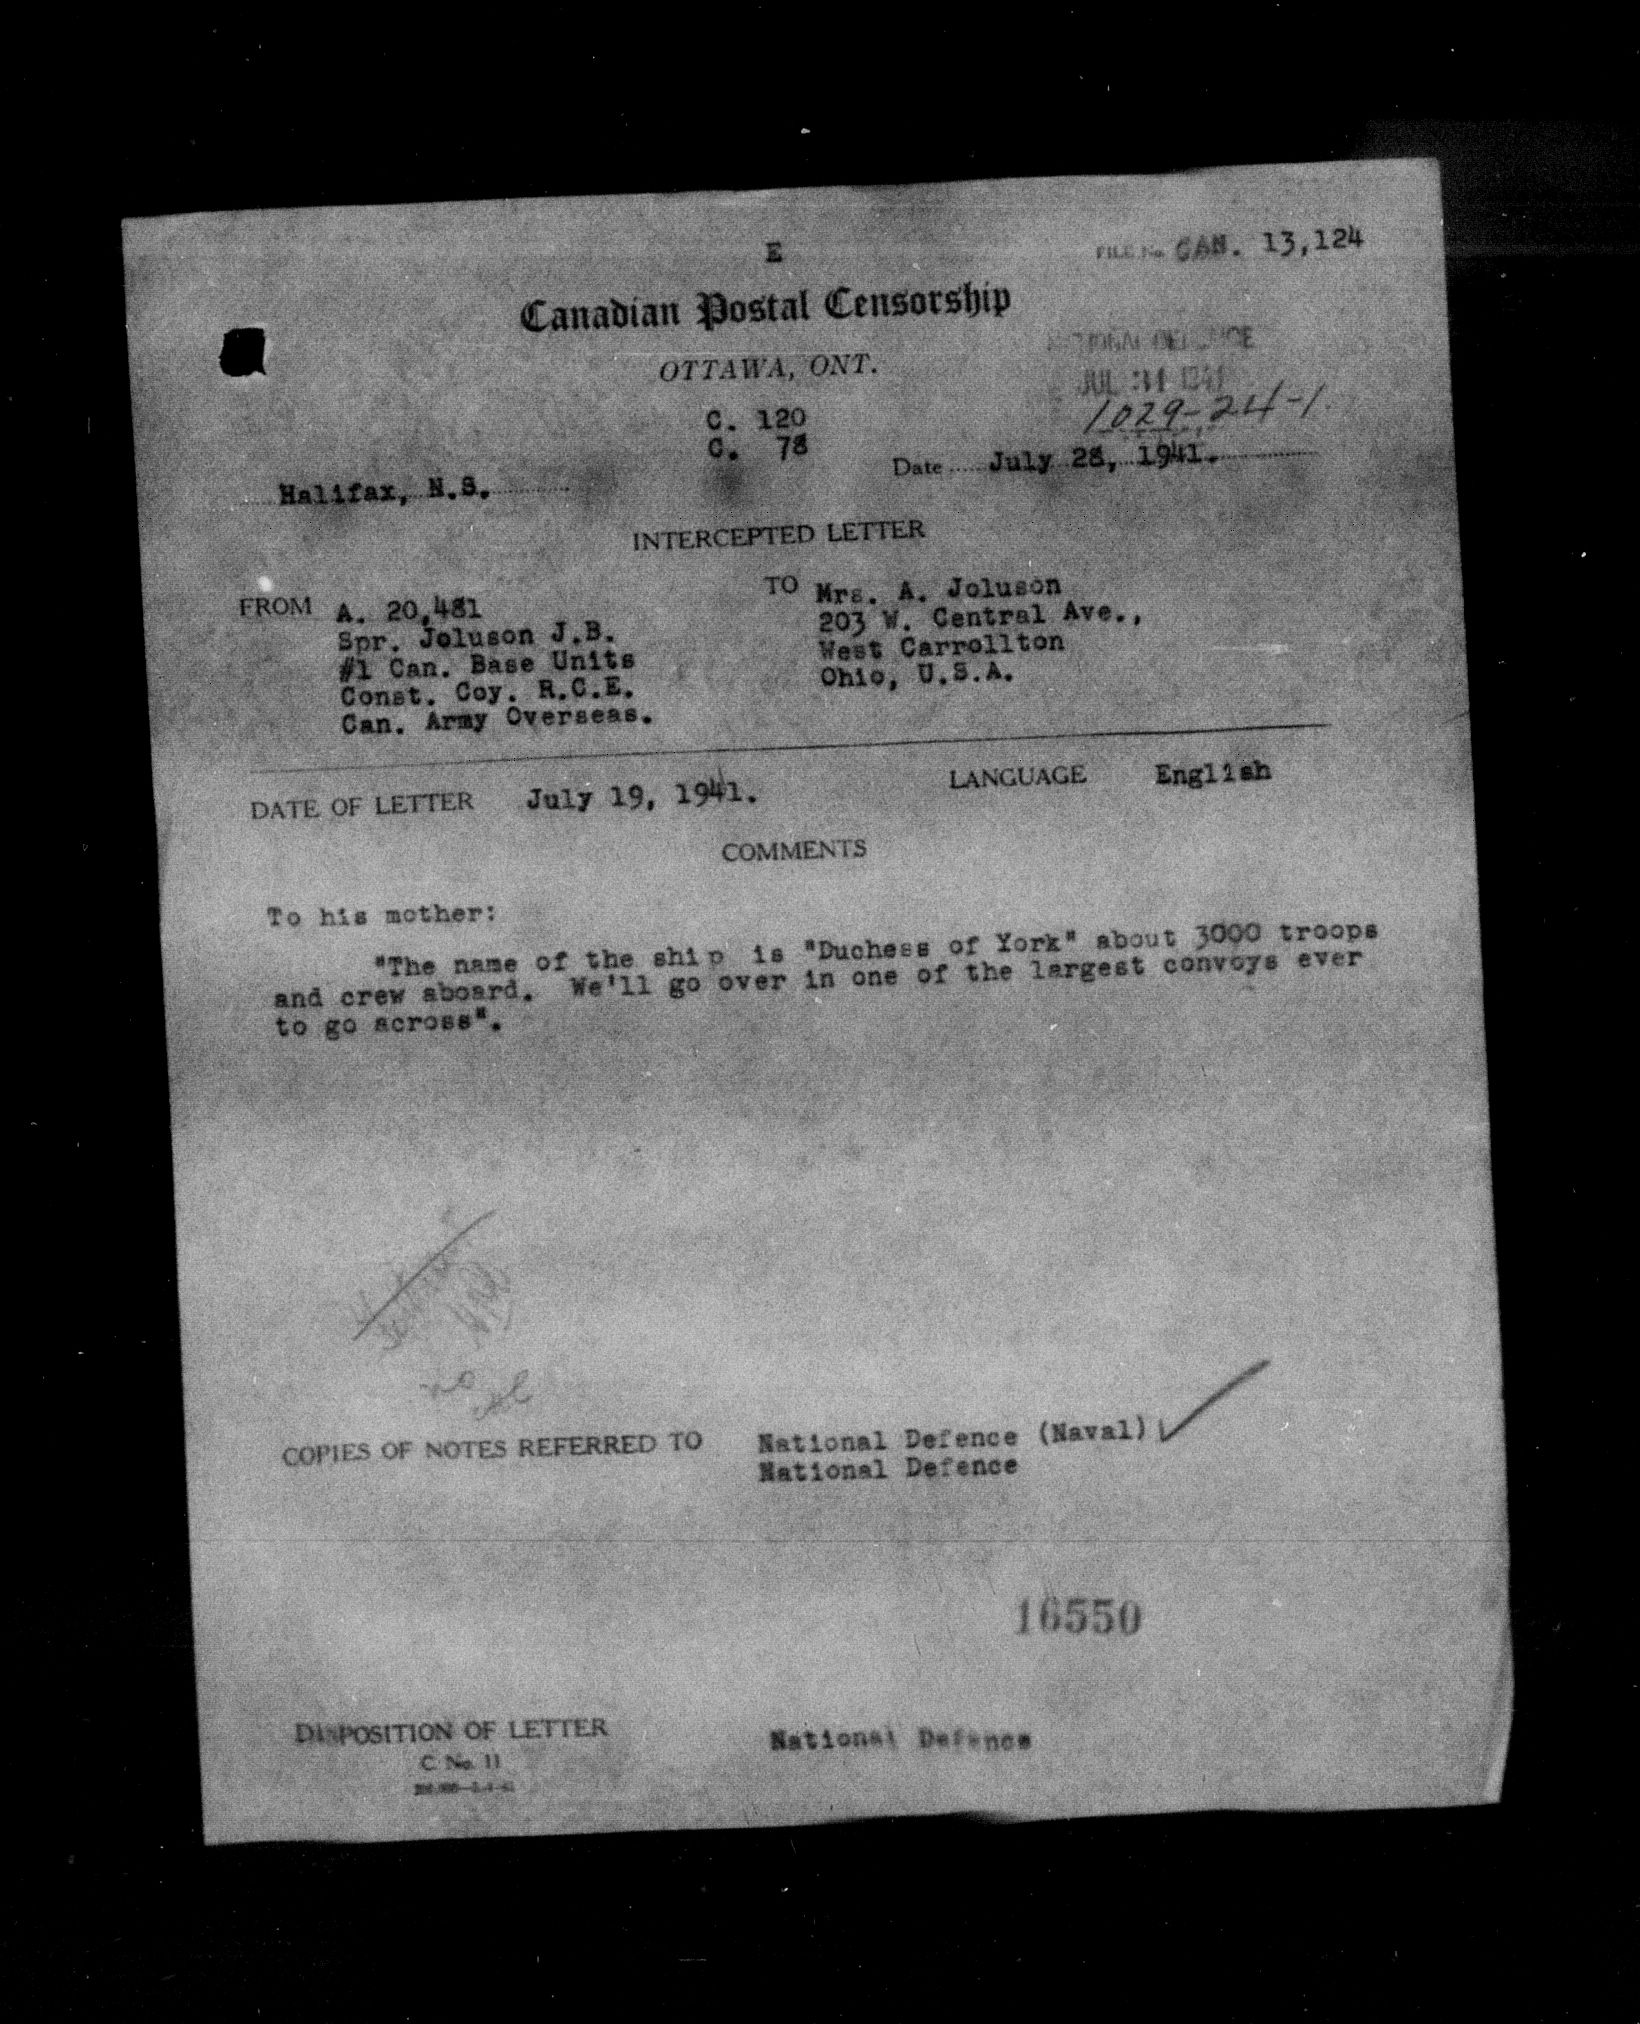 E
FILE No. CAN. 13,124
Canadian Postal Censorship
OTTAWA, ONT.
JUL 31 1941
1029-24-1
C. 120
C. 78
Date July 28, 1941.
Halifax, N.S.
INTERCEPTED LETTER
FROM A. 20,481
Spr. Joluson J.B.
#1 Can. Base Units
Const. Coy. R.C.E.
Can. Army Overseas.
TO Mrs. A. Joluson
203 W. Central Ave.,
West Carrollton
Ohio, U.S.A.
DATE OF LETTER July 19, 1941.
LANGUAGE English
COMMENTS
To his mother:
"The name of the ship is "Duchess of York" about 3000 troops
and crew aboard. We'll go over in one of the largest convoys ever
to go across".
COPIES OF NOTES REFERRED TO National Defence (Naval)
National Defence
16550
DISPOSITION OF LETTER National Defence
C No. 11